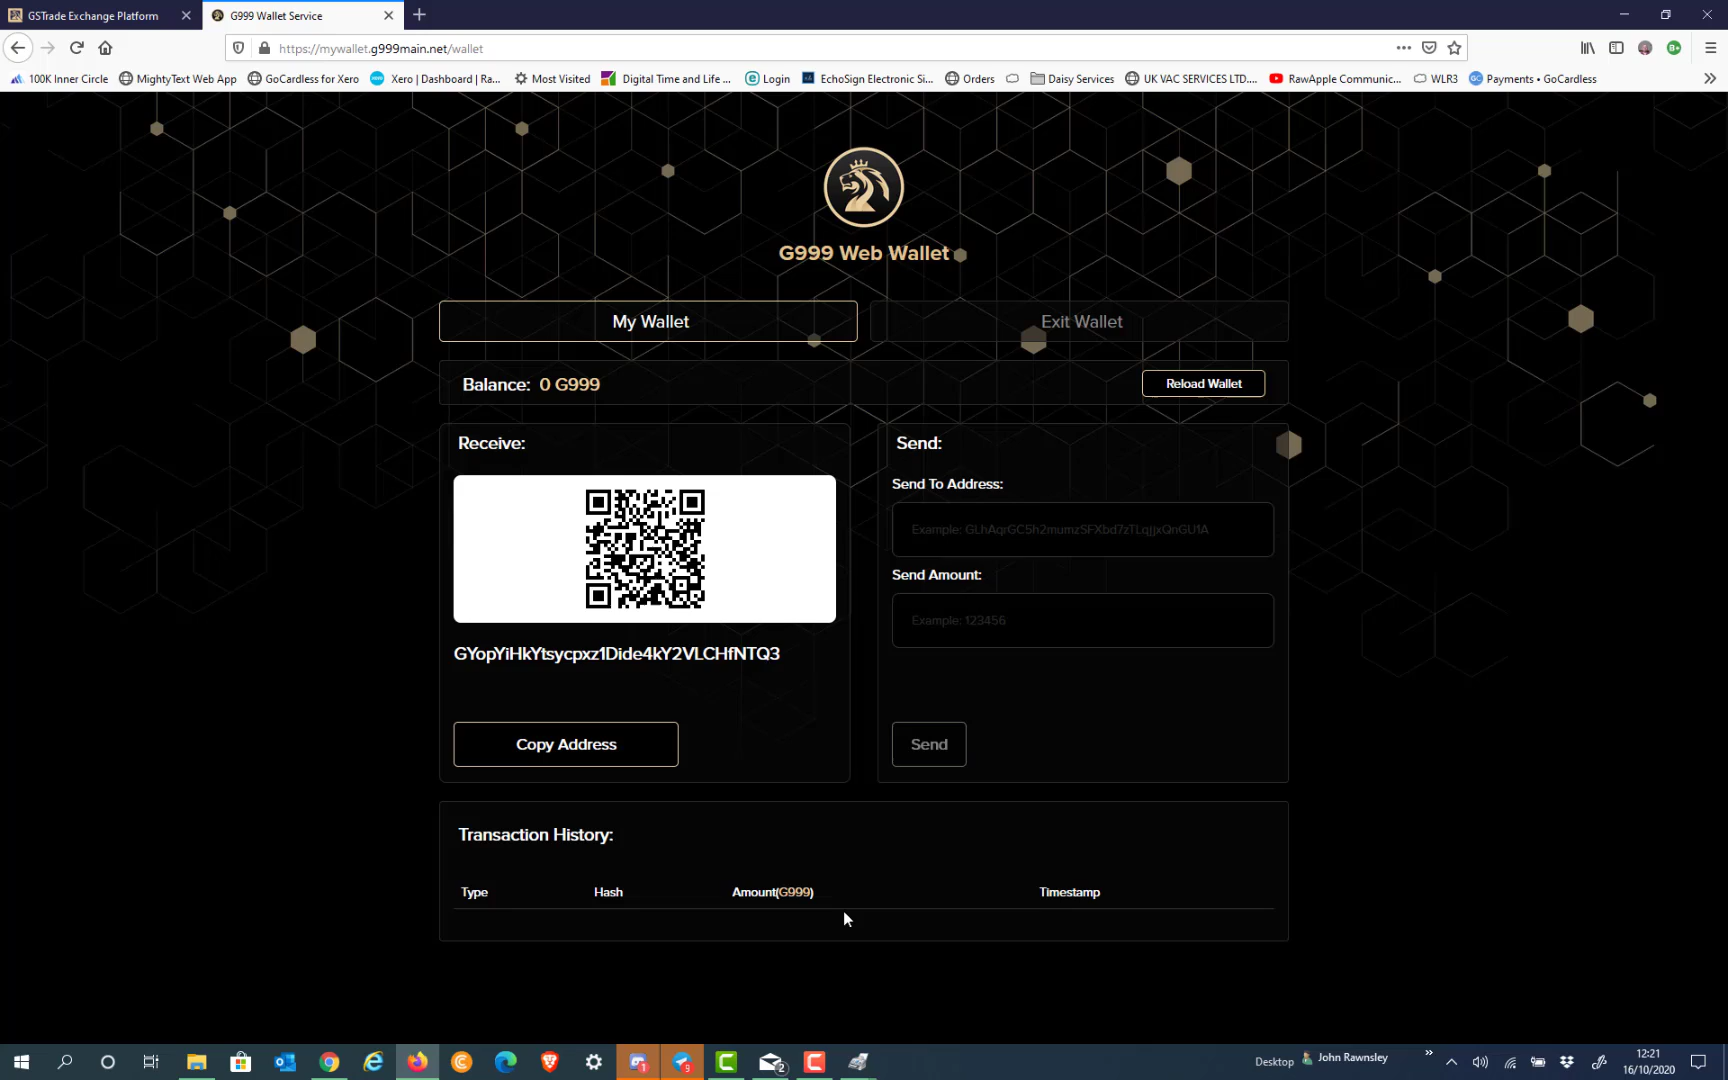 GSTrade Exchange Platform
G999 Wallet Service
https://mywallet.g999main.net/wallet
100K Inner Circle
MightyText Web App
GoCardless for Xero
Xero | Dashboard | Ra...
Most Visited
Digital Time and Life ...
Login
EchoSign Electronic Si...
Orders
Daisy Services
UK VAC SERVICES LTD....
RawApple Communic...
WLR3
Payments • GoCardless
G999 Web Wallet
My Wallet
Exit Wallet
Balance: 0 G999
Reload Wallet
Receive:
GYopYiHkYtsycpxz1Dide4kY2VLCHfNTQ3
Copy Address
Send:
Send To Address:
Example: GLhAqrGC5h2mumzSFXbd7zTLqjjxQnGU1A
Send Amount:
Example: 123456
Send
Transaction History:
Type Hash Amount(G999) Timestamp
Desktop
John Rawnsley
12:21
16/10/2020